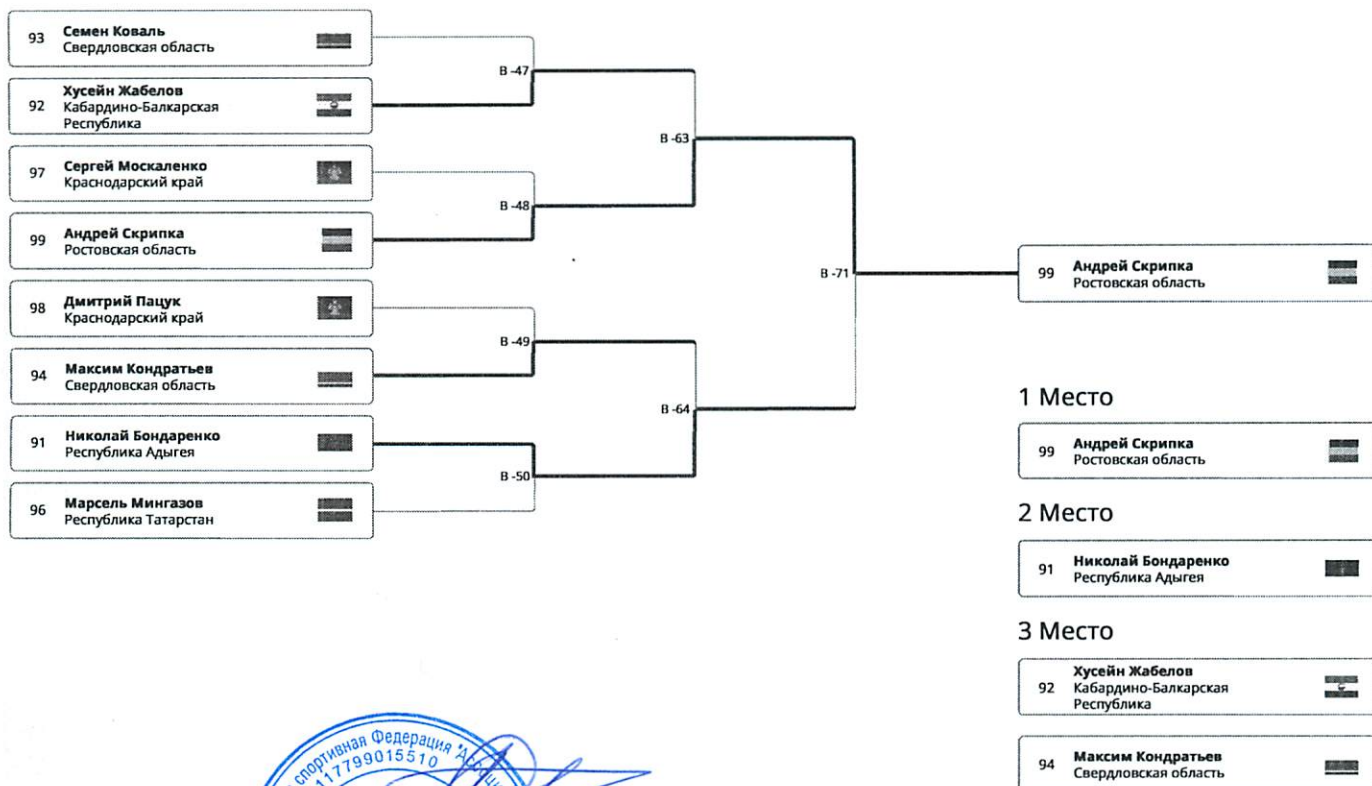 93 Семен Коваль
Свердловская область
B -47
92 Хусейн Жабелов
Кабардино-Балкарская
Республика
B -63
97 Сергей Москаленко
Краснодарский край
B -48
99 Андрей Скрипка
Ростовская область
B -71
99 Андрей Скрипка
Ростовская область
98 Дмитрий Пацук
Краснодарский край
B -49
94 Максим Кондратьев
Свердловская область
B -64
91 Николай Бондаренко
Республика Адыгея
B -50
96 Марсель Мингазов
Республика Татарстан
1 Место
99 Андрей Скрипка
Ростовская область
2 Место
91 Николай Бондаренко
Республика Адыгея
3 Место
92 Хусейн Жабелов
Кабардино-Балкарская
Республика
94 Максим Кондратьев
Свердловская область
спортивная Федерация
117799015510